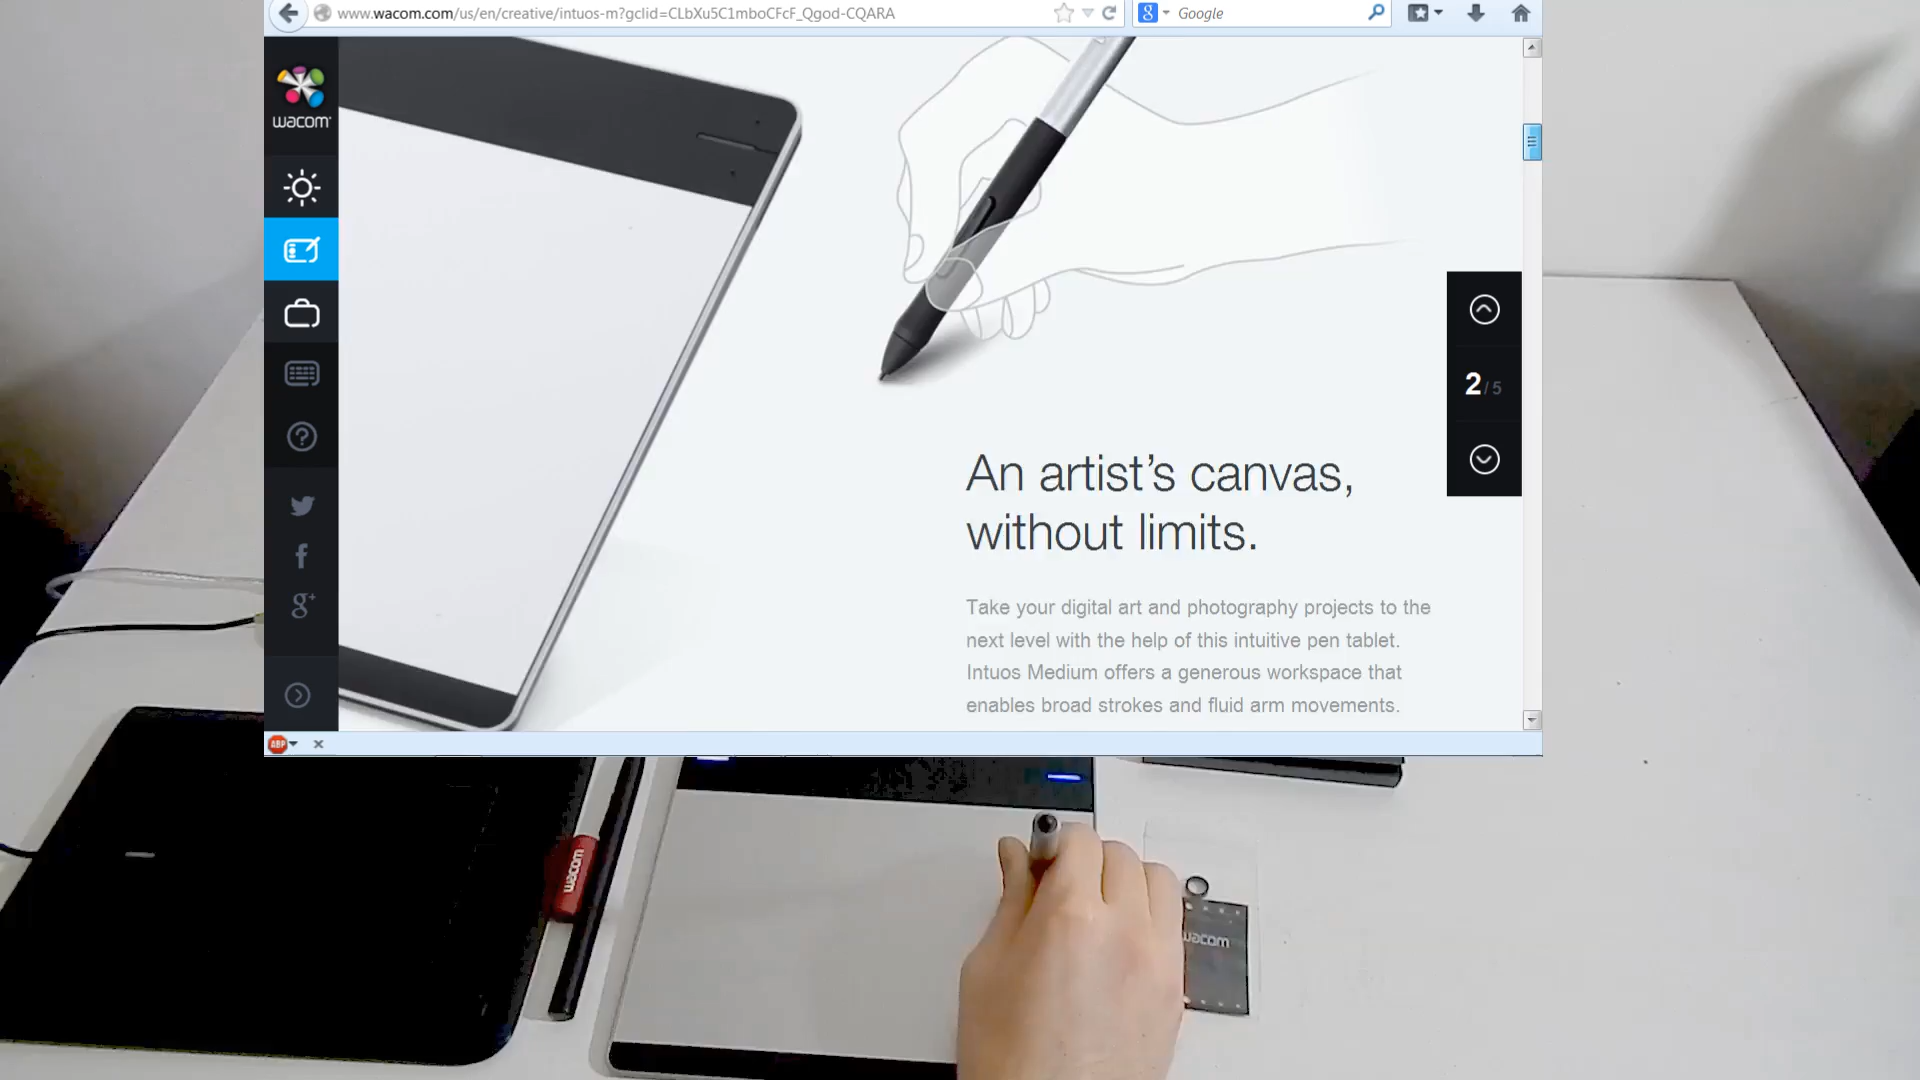 www.wacom.com/us/en/creative/intuos-m?gclid=CLbXu5C1mboCFcF_Qgod-CQARA
8 Google
wacom
An artist's canvas,
without limits.
2/5
Take your digital art and photography projects to the
next level with the help of this intuitive pen tablet.
Intuos Medium offers a generous workspace that
enables broad strokes and fluid arm movements.
ABP
wacom
wacom